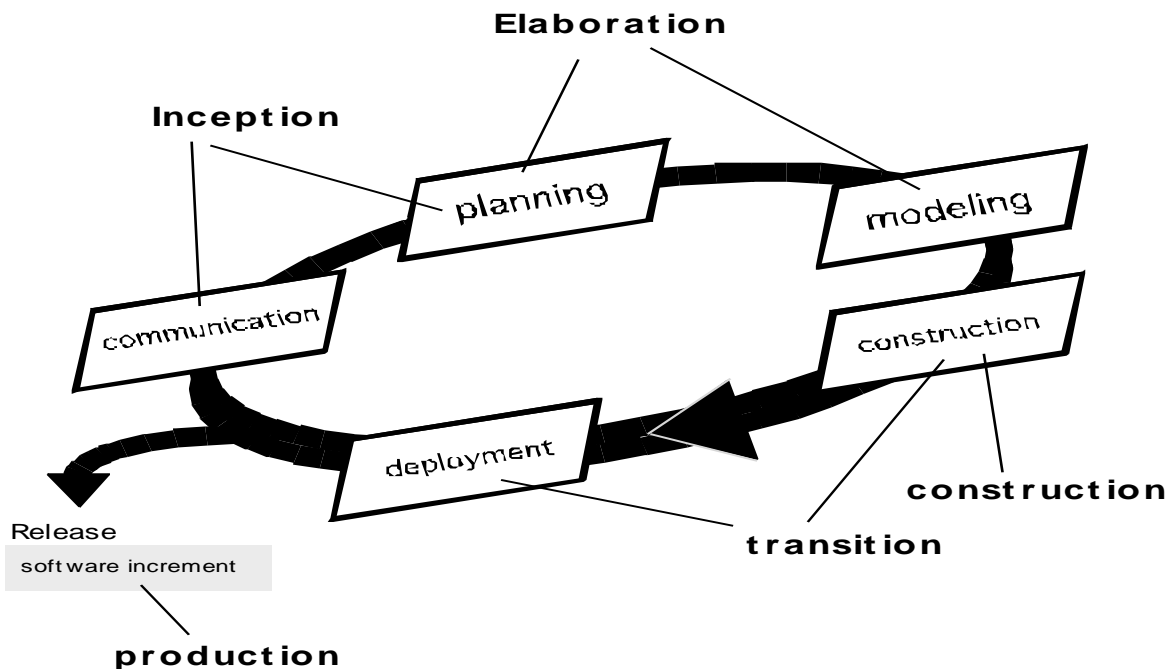 Elaboration
Inception
planning
modeling
communication
construction
deployment
construction
transition
Release
software increment
production